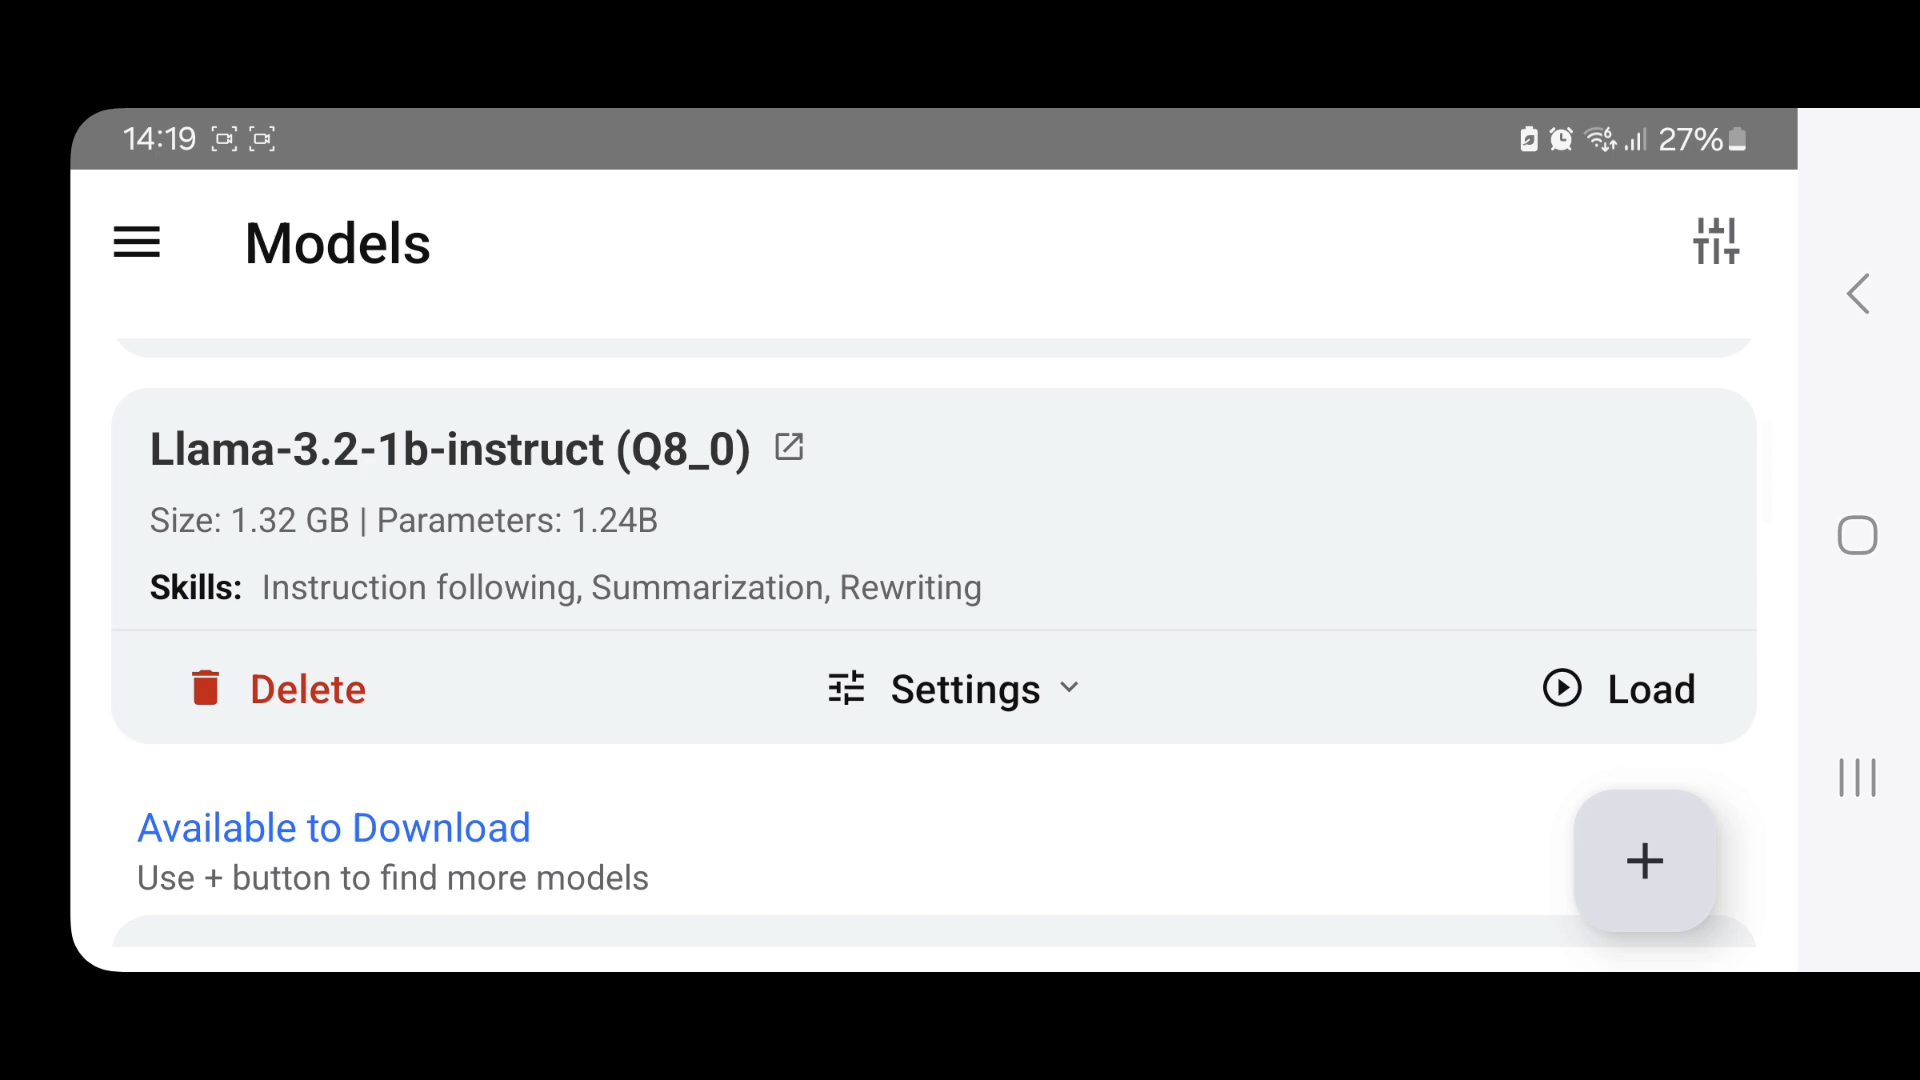 14:19 27%
Models
Llama-3.2-1b-instruct (Q8_0)
Size: 1.32 GB | Parameters: 1.24B
Skills: Instruction following, Summarization, Rewriting
Delete Settings Load
Available to Download
Use + button to find more models
+